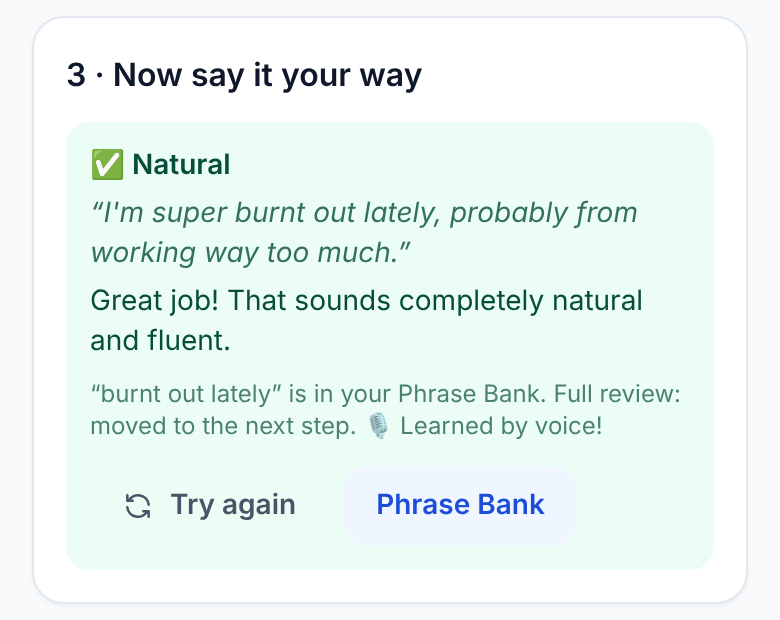 3 · Now say it your way
✅ Natural
“I'm super burnt out lately, probably from
working way too much.”
Great job! That sounds completely natural
and fluent.
“burnt out lately” is in your Phrase Bank. Full review:
moved to the next step. 🎙️ Learned by voice!
Try again
Phrase Bank